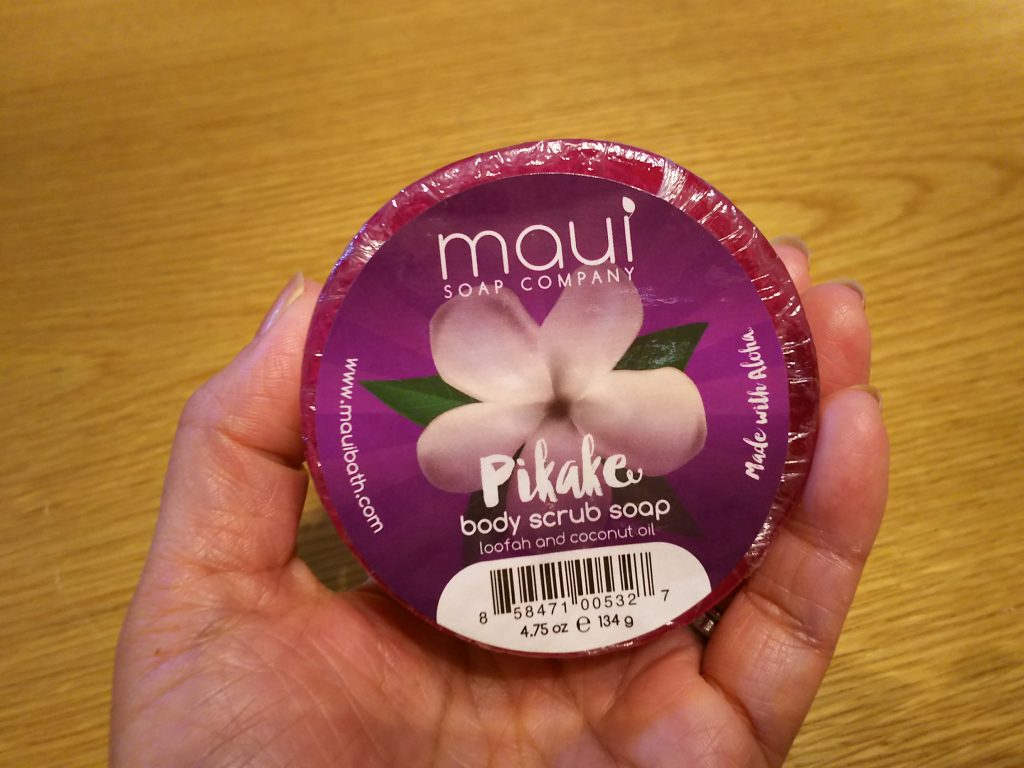 maui
SOAP COMPANY
www.mauibath.com
Made with Aloha
Pikake
body scrub soap
loofah and coconut oil
8 58471 00532 7
4.75 oz ℮ 134 g